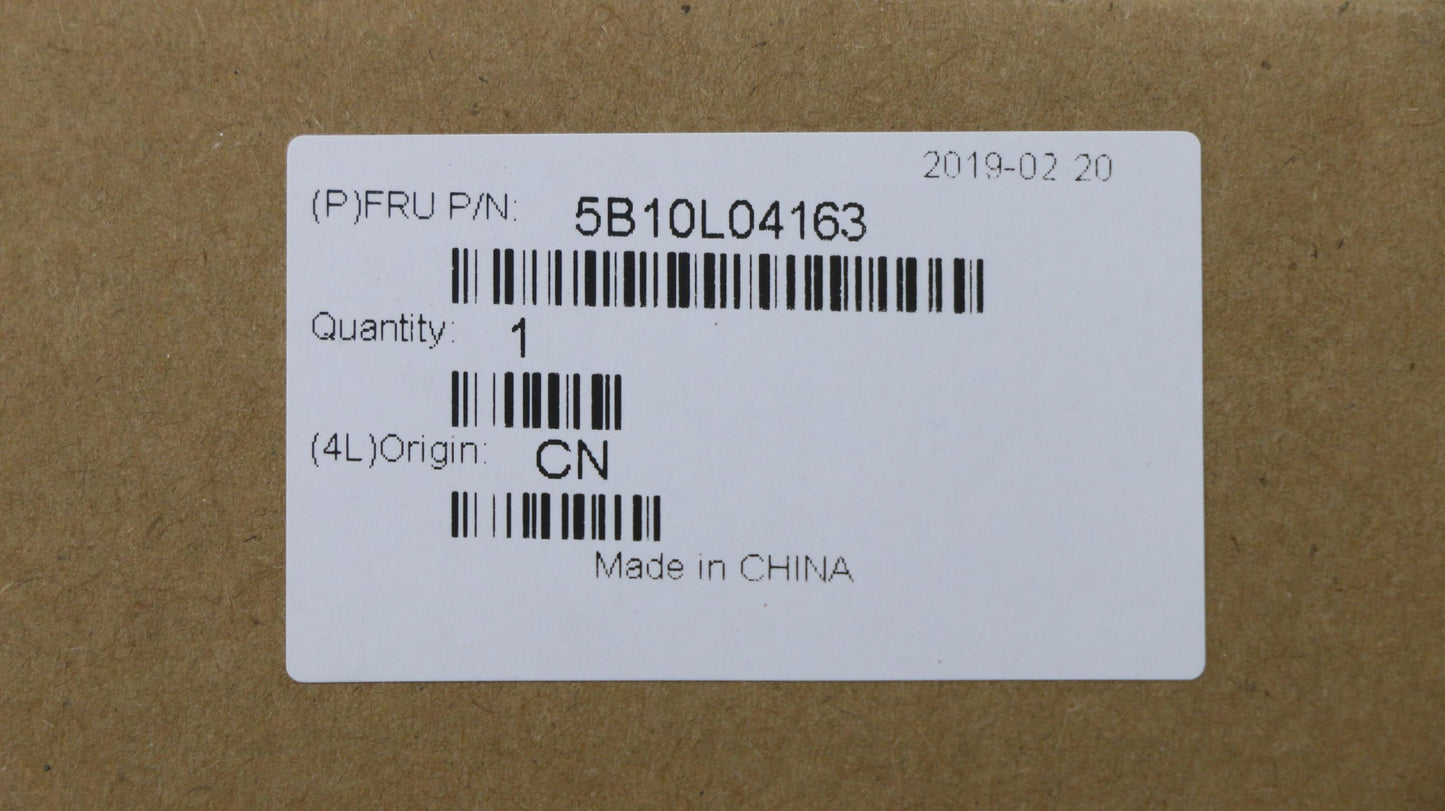 2019-02 20
(P)FRU P/N: 5B10L04163
Quantity: 1
(4L)Origin: CN
Made in CHINA